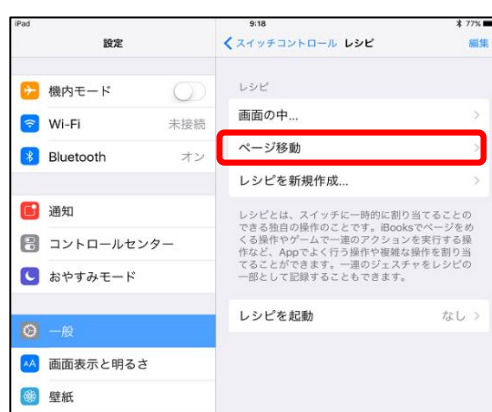 iPad 9:18 77%
設定
スイッチコントロール レシピ 編集
機内モード
Wi-Fi 未接続
Bluetooth オン
通知
コントロールセンター
おやすみモード
一般
AA 画面表示と明るさ
壁紙
レシピ
画面の中...
ページ移動
レシピを新規作成...
レシピとは、スイッチに一時的に割り当てることの
できる独自の操作のことです。iBooksでページをめ
くる操作やゲームで一連のアクションを実行する操
作など、Appでよく行う操作や複雑な操作を割り当
てることができます。一連のジェスチャをレシピの
一部として記録することもできます。
レシピを起動 なし